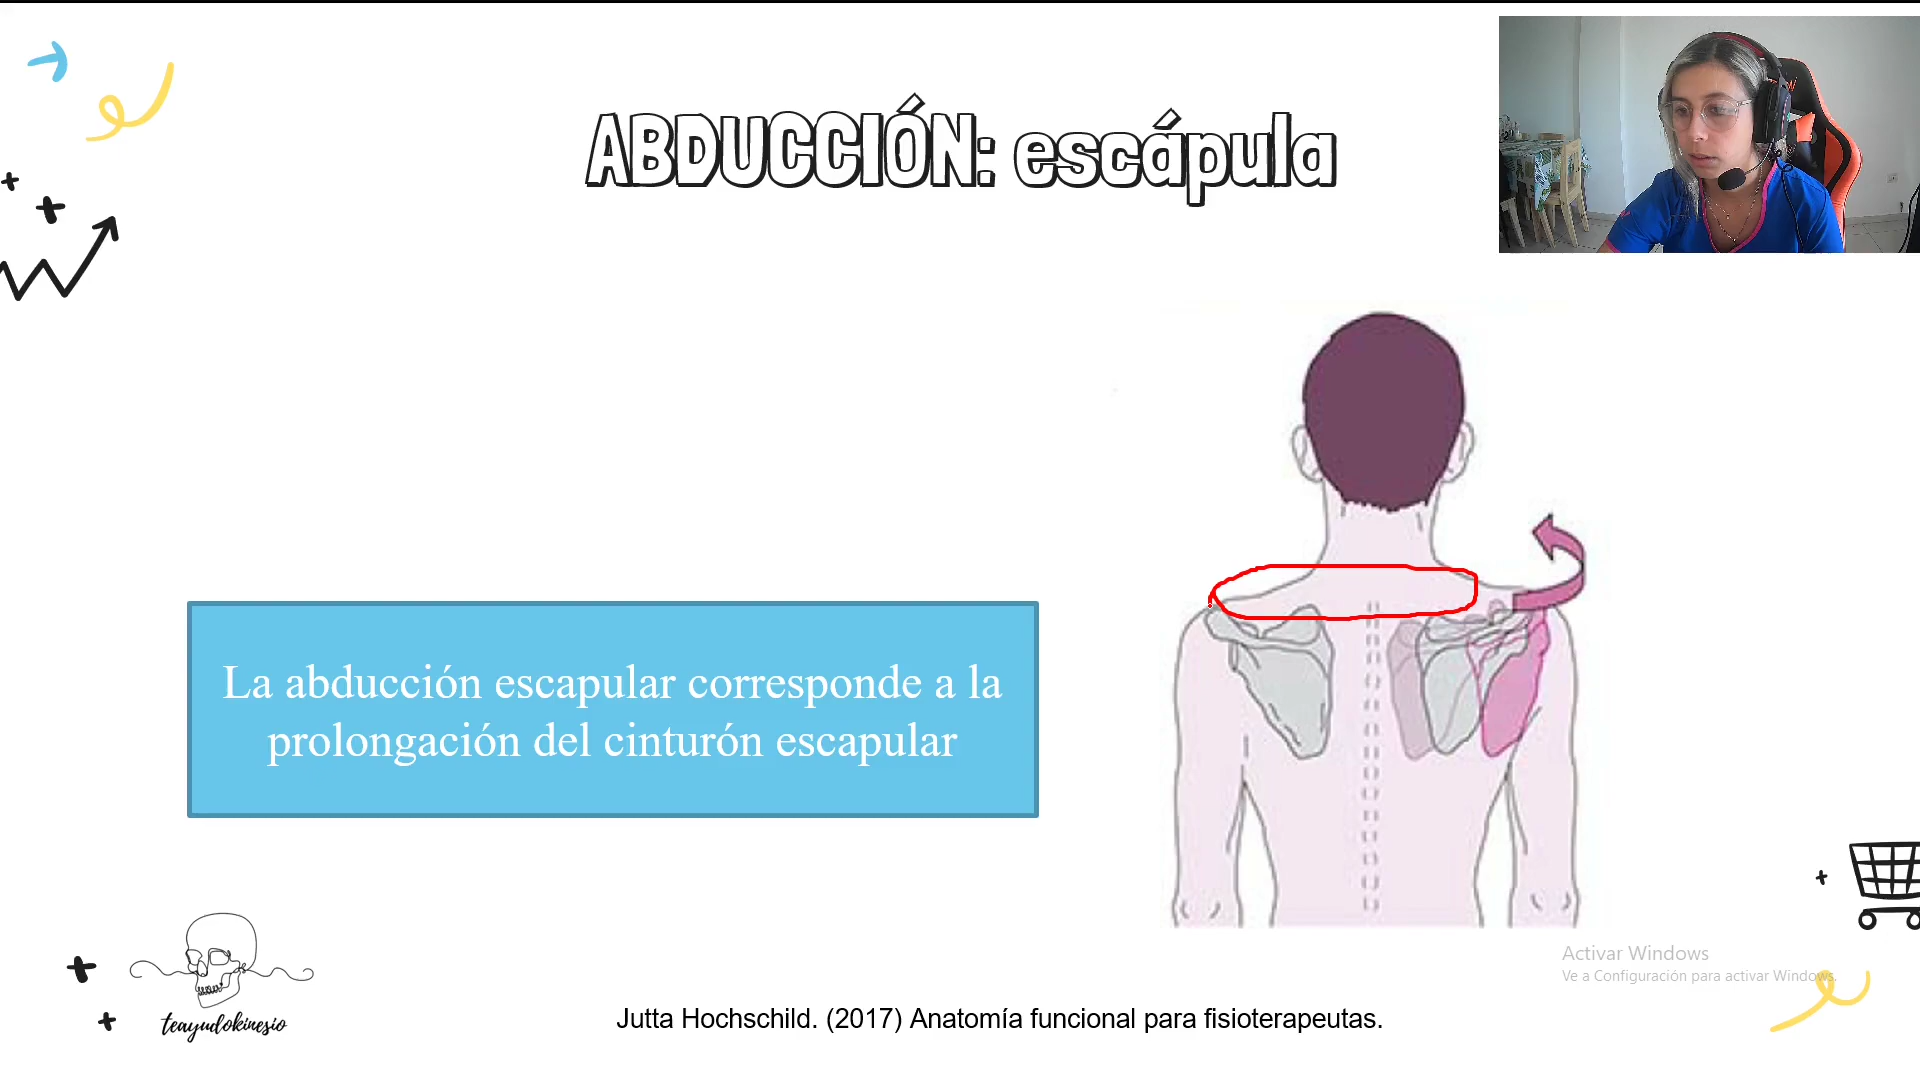 ABDUCCIÓN: escápula
La abducción escapular corresponde a la
prolongación del cinturón escapular
teayudokinesio
Jutta Hochschild. (2017) Anatomía funcional para fisioterapeutas.
Activar Windows
Ve a Configuración para activar Windows.